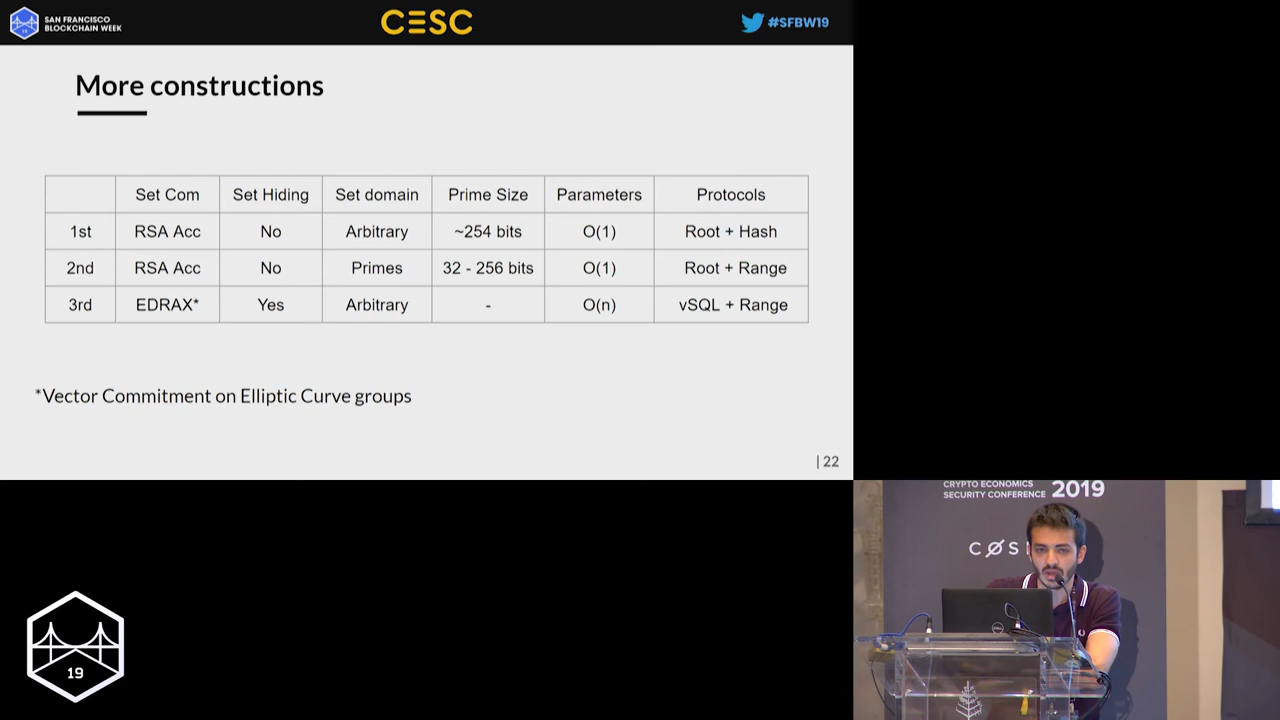 SAN FRANCISCO
BLOCKCHAIN WEEK
19
CESC
#SFBW19
More constructions
Set Com Set Hiding Set domain Prime Size Parameters Protocols
1st RSA Acc No Arbitrary ~254 bits O(1) Root + Hash
2nd RSA Acc No Primes 32 - 256 bits O(1) Root + Range
3rd EDRAX* Yes Arbitrary - O(n) vSQL + Range
*Vector Commitment on Elliptic Curve groups
| 22
CRYPTO ECONOMICS
SECURITY CONFERENCE 2019
19
DELL